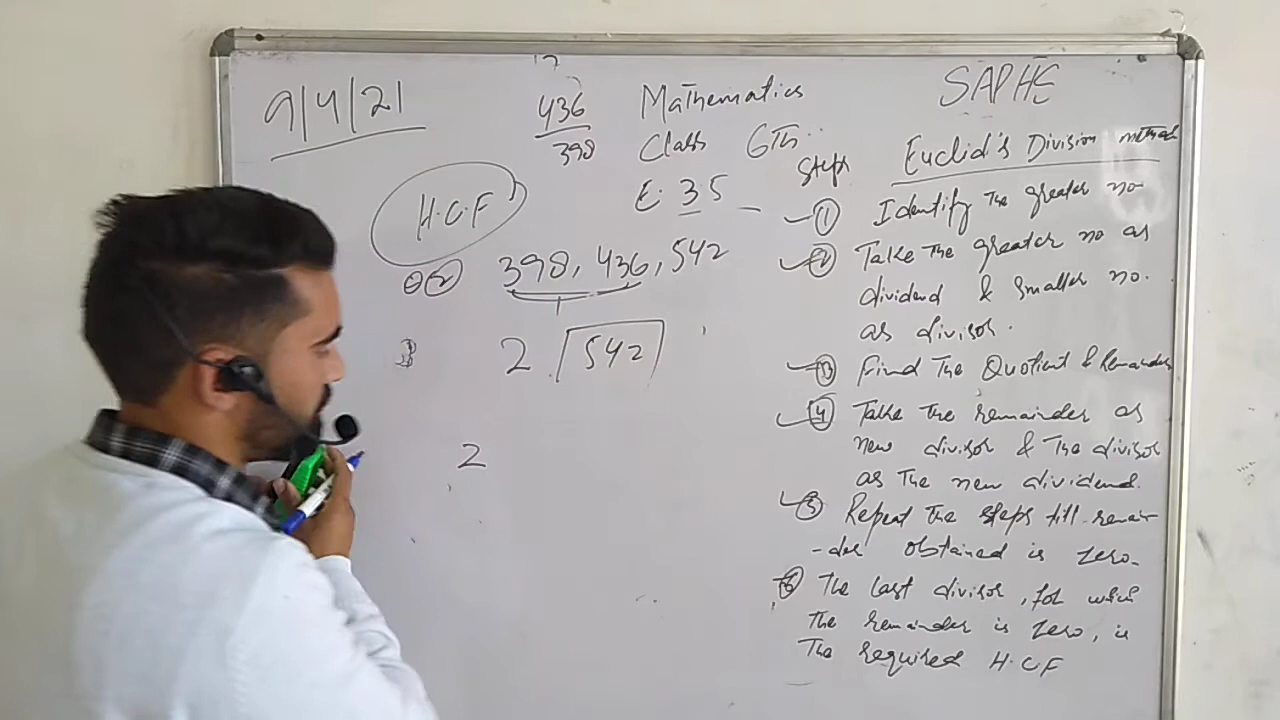 9/4/21
436
398
Mathematics
Class 6Th
E. 3.5
SAPHE
H.C.F
398, 436, 542
2 542
2
Steps
Euclid's Division method
1 Identify The greater no
2 Take The greater no as
dividend & smaller no.
as divisor.
3 Find The Quotient & Remainder
4 Take The remainder as
new divisor & The divisor
as The new dividend.
5 Repeat The steps till remain-
-der obtained is zero.
6 The last divisor, for which
The remainder is zero, is
The required H.C.F